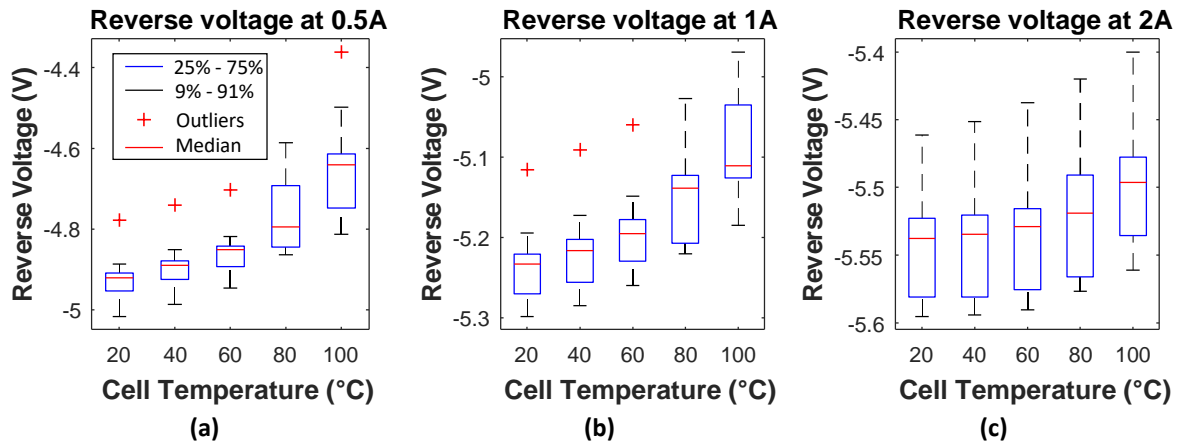 Reverse voltage at 0.5A
Reverse Voltage (V)
-4.4
-4.6
-4.8
-5
25% - 75%
9% - 91%
Outliers
Median
20 40 60 80 100
Cell Temperature (°C)
(a)
Reverse voltage at 1A
Reverse Voltage (V)
-5
-5.1
-5.2
-5.3
20 40 60 80 100
Cell Temperature (°C)
(b)
Reverse voltage at 2A
Reverse Voltage (V)
-5.4
-5.45
-5.5
-5.55
-5.6
20 40 60 80 100
Cell Temperature (°C)
(c)